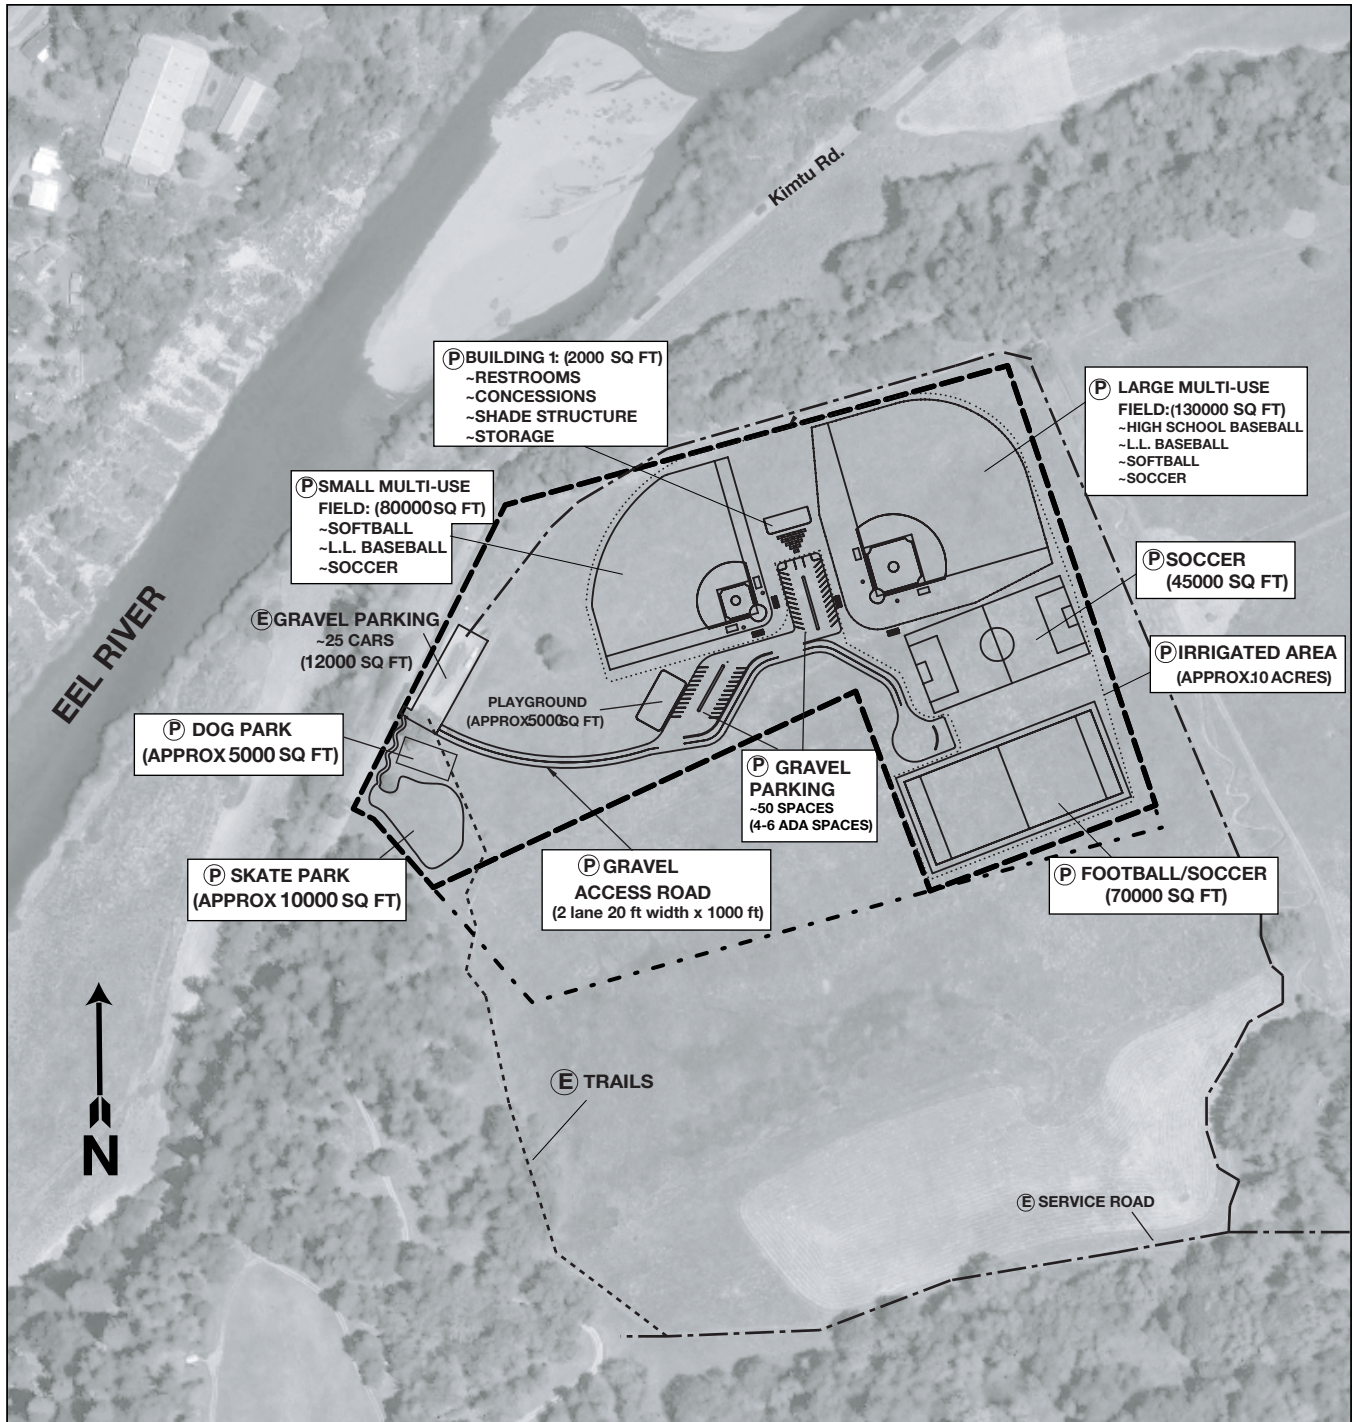 Kimtu Rd.
Ⓟ BUILDING 1: (2000 SQ FT)
~RESTROOMS
~CONCESSIONS
~SHADE STRUCTURE
~STORAGE
Ⓟ LARGE MULTI-USE
FIELD:(130000 SQ FT)
~HIGH SCHOOL BASEBALL
~L.L. BASEBALL
~SOFTBALL
~SOCCER
Ⓟ SMALL MULTI-USE
FIELD: (80000 SQ FT)
~SOFTBALL
~L.L. BASEBALL
~SOCCER
Ⓟ SOCCER
(45000 SQ FT)
EEL RIVER
Ⓔ GRAVEL PARKING
~25 CARS
(12000 SQ FT)
Ⓟ IRRIGATED AREA
(APPROX.10 ACRES)
PLAYGROUND
(APPROX5000SQ FT)
Ⓟ DOG PARK
(APPROX 5000 SQ FT)
Ⓟ GRAVEL
PARKING
~50 SPACES
(4-6 ADA SPACES)
Ⓟ SKATE PARK
(APPROX 10000 SQ FT)
Ⓟ GRAVEL
ACCESS ROAD
(2 lane 20 ft width x 1000 ft)
Ⓟ FOOTBALL/SOCCER
(70000 SQ FT)
N
Ⓔ TRAILS
Ⓔ SERVICE ROAD